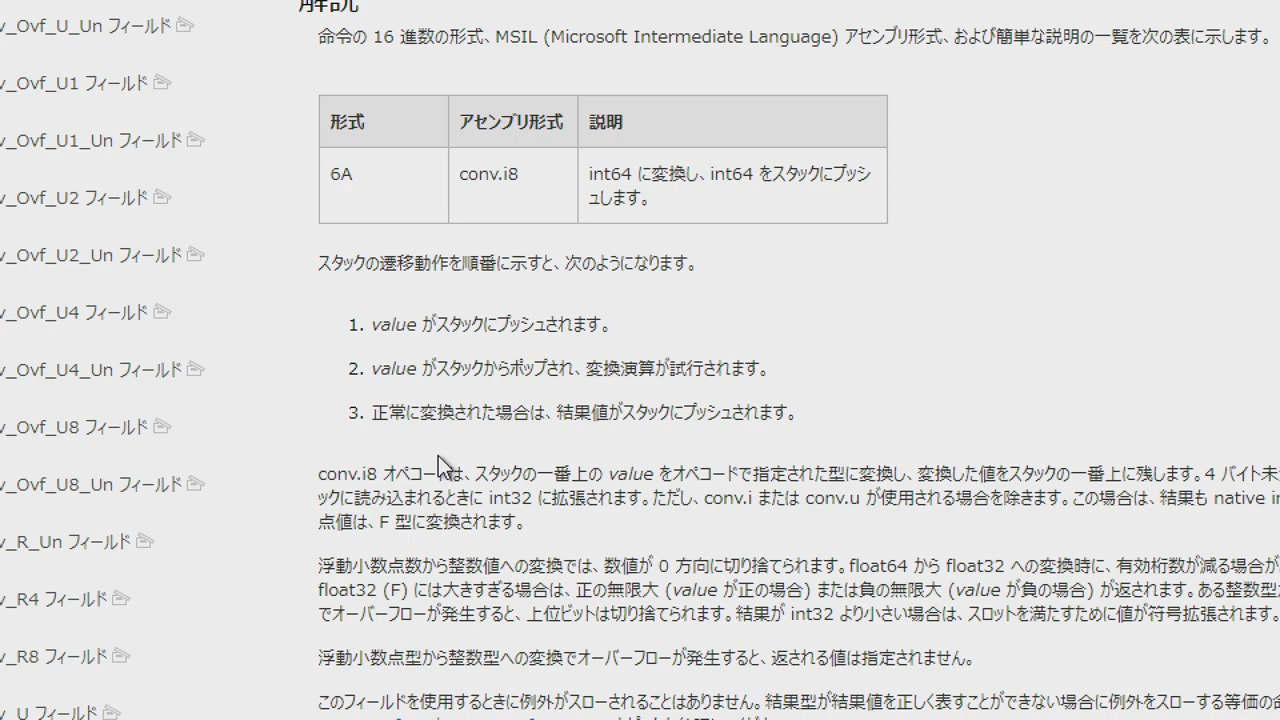 解説
命令の 16 進数の形式、MSIL (Microsoft Intermediate Language) アセンブリ形式、および簡単な説明の一覧を次の表に示します。
形式 アセンブリ形式 説明
6A conv.i8 int64 に変換し、int64 をスタックにプッシ
ュします。
スタックの遷移動作を順番に示すと、次のようになります。
1. value がスタックにプッシュされます。
2. value がスタックからポップされ、変換演算が試行されます。
3. 正常に変換された場合は、結果値がスタックにプッシュされます。
conv.i8 オペコードは、スタックの一番上の value をオペコードで指定された型に変換し、変換した値をスタックの一番上に残します。4 バイト未
ックに読み込まれるときに int32 に拡張されます。ただし、conv.i または conv.u が使用される場合を除きます。この場合は、結果も native in
点値は、F 型に変換されます。
浮動小数点数から整数値への変換では、数値が 0 方向に切り捨てられます。float64 から float32 への変換時に、有効桁数が減る場合が
float32 (F) には大きすぎる場合は、正の無限大 (value が正の場合) または負の無限大 (value が負の場合) が返されます。ある整数型
でオーバーフローが発生すると、上位ビットは切り捨てられます。結果が int32 より小さい場合は、スロットを満たすために値が符号拡張されます。
浮動小数点型から整数型への変換でオーバーフローが発生すると、返される値は指定されません。
このフィールドを使用するときに例外がスローされることはありません。結果型が結果値を正しく表すことができない場合に例外をスローする等価の命
v_Ovf_U_Un フィールド
v_Ovf_U1 フィールド
v_Ovf_U1_Un フィールド
v_Ovf_U2 フィールド
v_Ovf_U2_Un フィールド
v_Ovf_U4 フィールド
v_Ovf_U4_Un フィールド
v_Ovf_U8 フィールド
v_Ovf_U8_Un フィールド
v_R_Un フィールド
v_R4 フィールド
v_R8 フィールド
v_U フィールド